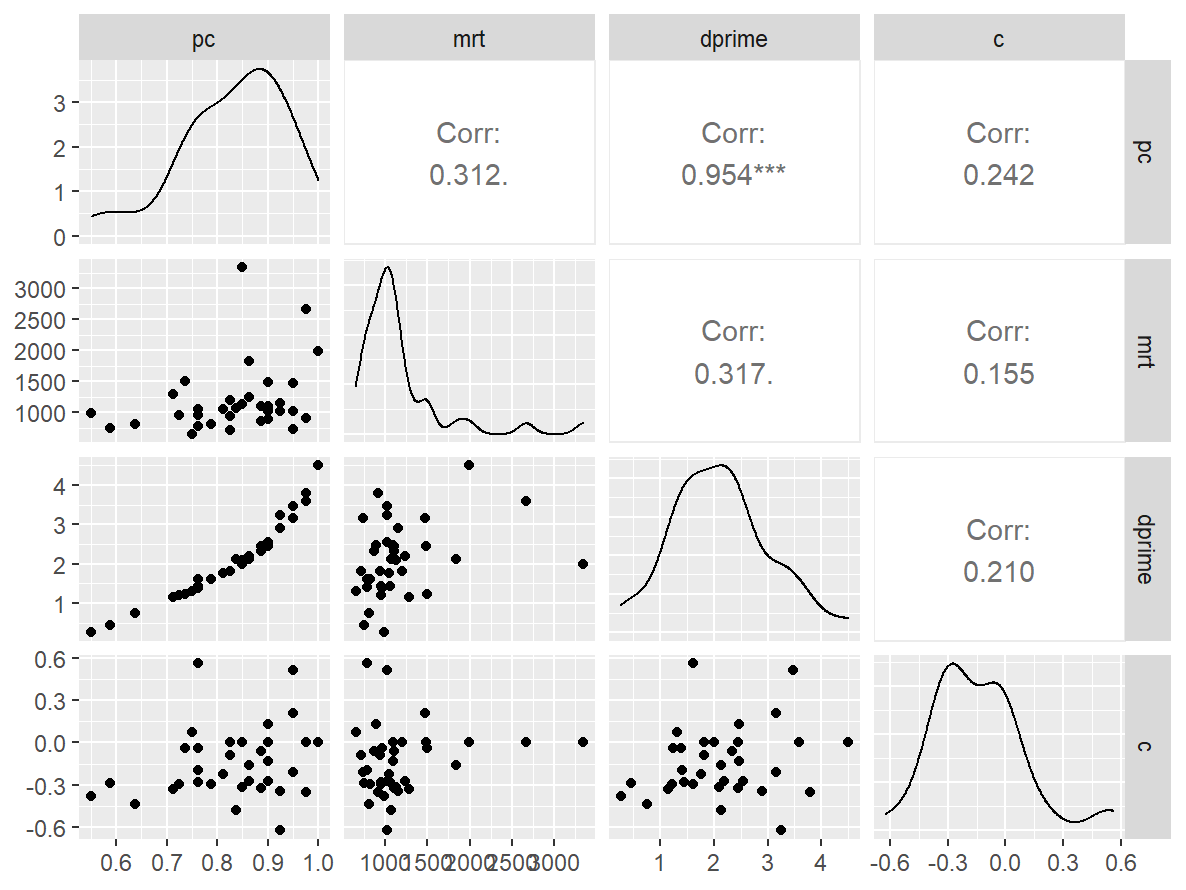 pc mrt dprime c
3
2
1
0
Corr:
0.312.
Corr:
0.954***
Corr:
0.242
pc
3000
2500
2000
1500
1000
Corr:
0.317.
Corr:
0.155
mrt
4
3
2
1
Corr:
0.210
dprime
0.6
0.3
0.0
-0.3
-0.6
c
0.6 0.7 0.8 0.9 1.0
1000 1500 2000 2500 3000
1 2 3 4
-0.6 -0.3 0.0 0.3 0.6